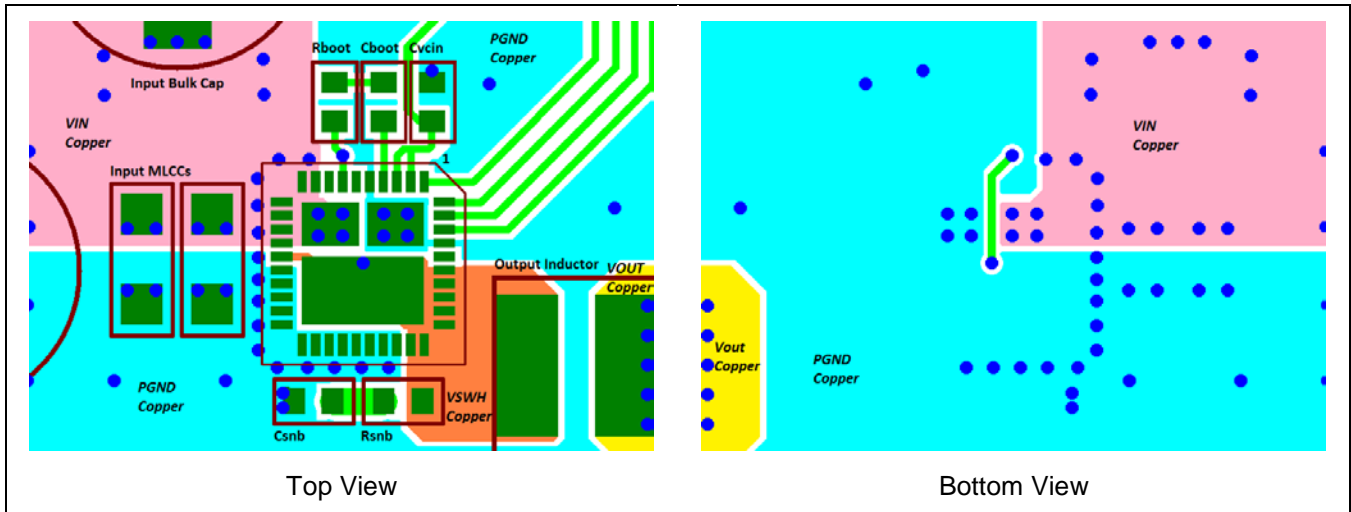 Rboot Cboot Cvcin
PGND
Copper
Input Bulk Cap
VIN
Copper
1
Input MLCCs
Output Inductor
VOUT
Copper
PGND
Copper
VSWH
Copper
Csnb
Rsnb
Top View
VIN
Copper
Vout
Copper
PGND
Copper
Bottom View